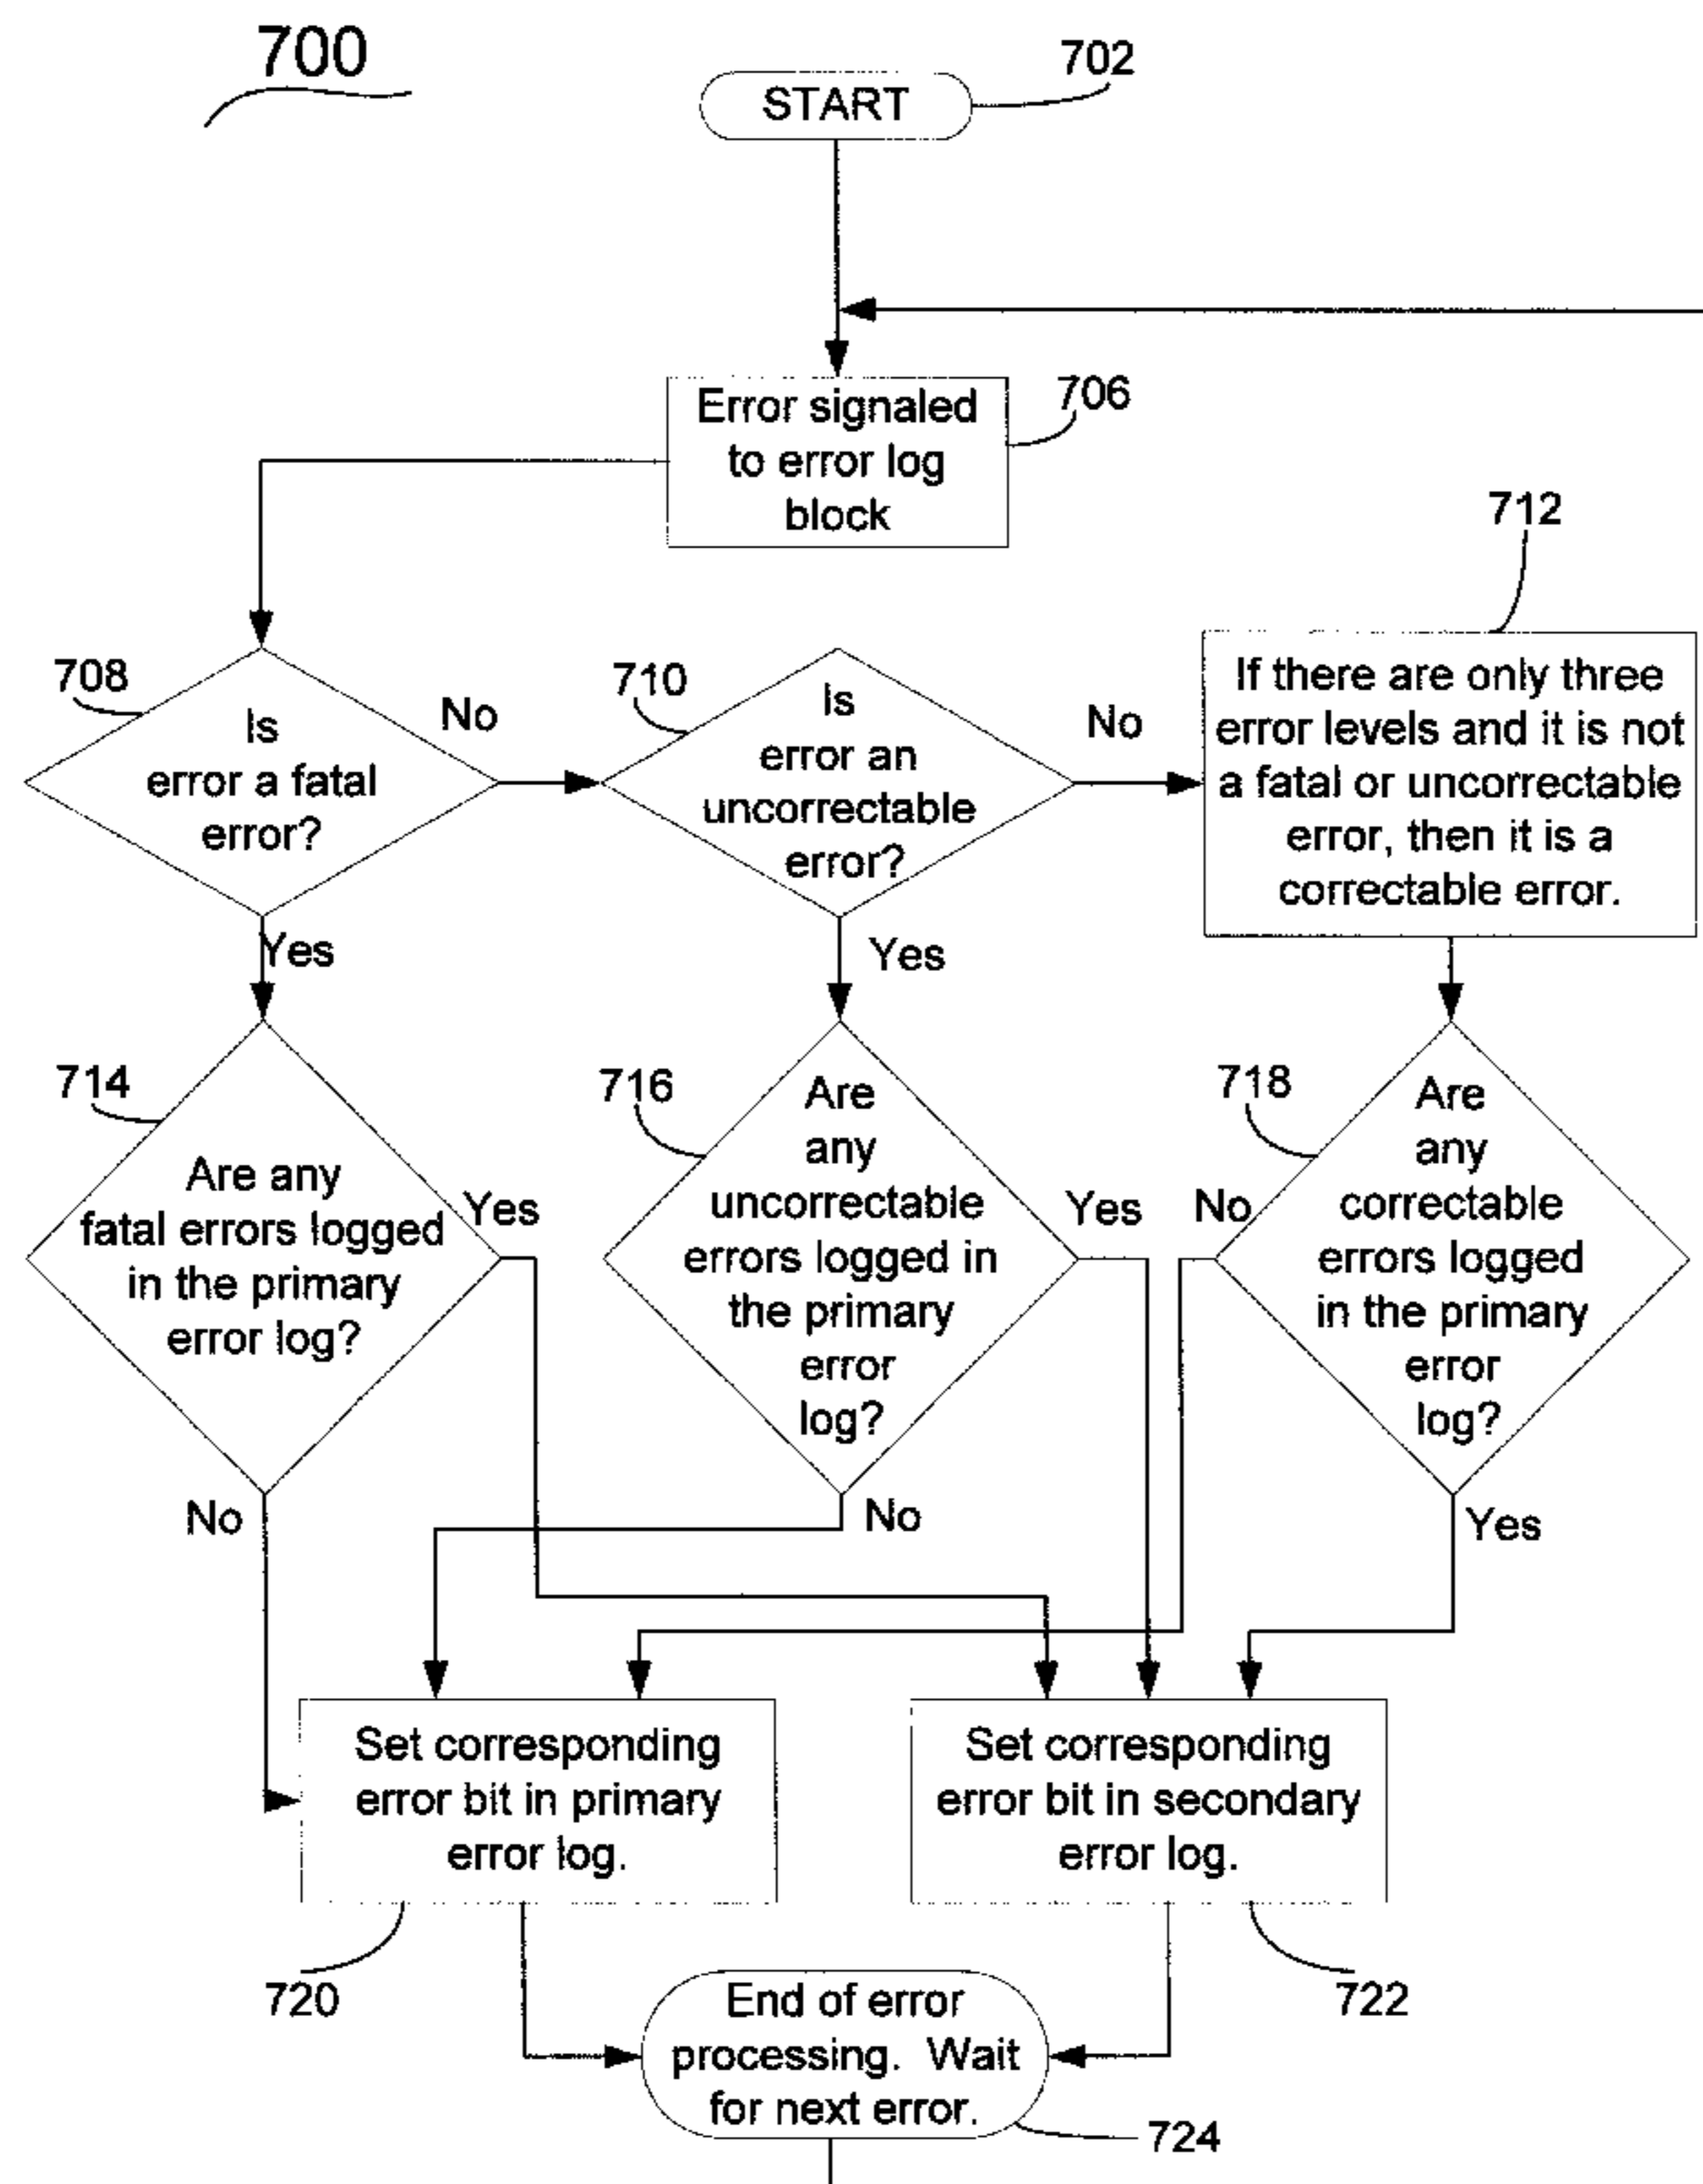 700
702
START
706
Error signaled
to error log
block
712
708
Is
error a fatal
error?
No
710
Is
error an
uncorrectable
error?
No
If there are only three
error levels and it is not
a fatal or uncorrectable
error, then it is a
correctable error.
Yes
Yes
714
Are any
fatal errors logged
in the primary
error log?
Yes
No
716
Are
any
uncorrectable
errors logged in
the primary
error
log?
Yes
No
718
Are
any
correctable
errors logged
in the primary
error
log?
No
Yes
Set corresponding
error bit in primary
error log.
720
Set corresponding
error bit in secondary
error log.
722
End of error
processing. Wait
for next error.
724